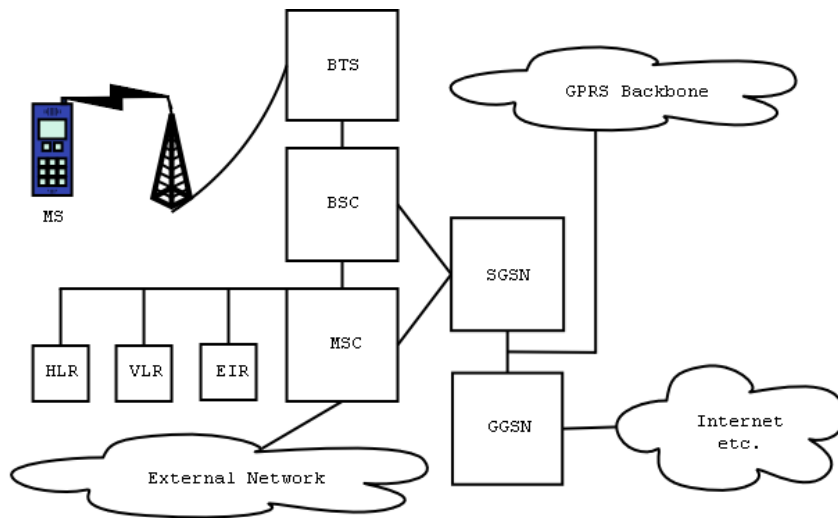 BTS
GPRS Backbone
MS
BSC
SGSN
HLR
VLR
EIR
MSC
GGSN
Internet
etc.
External Network